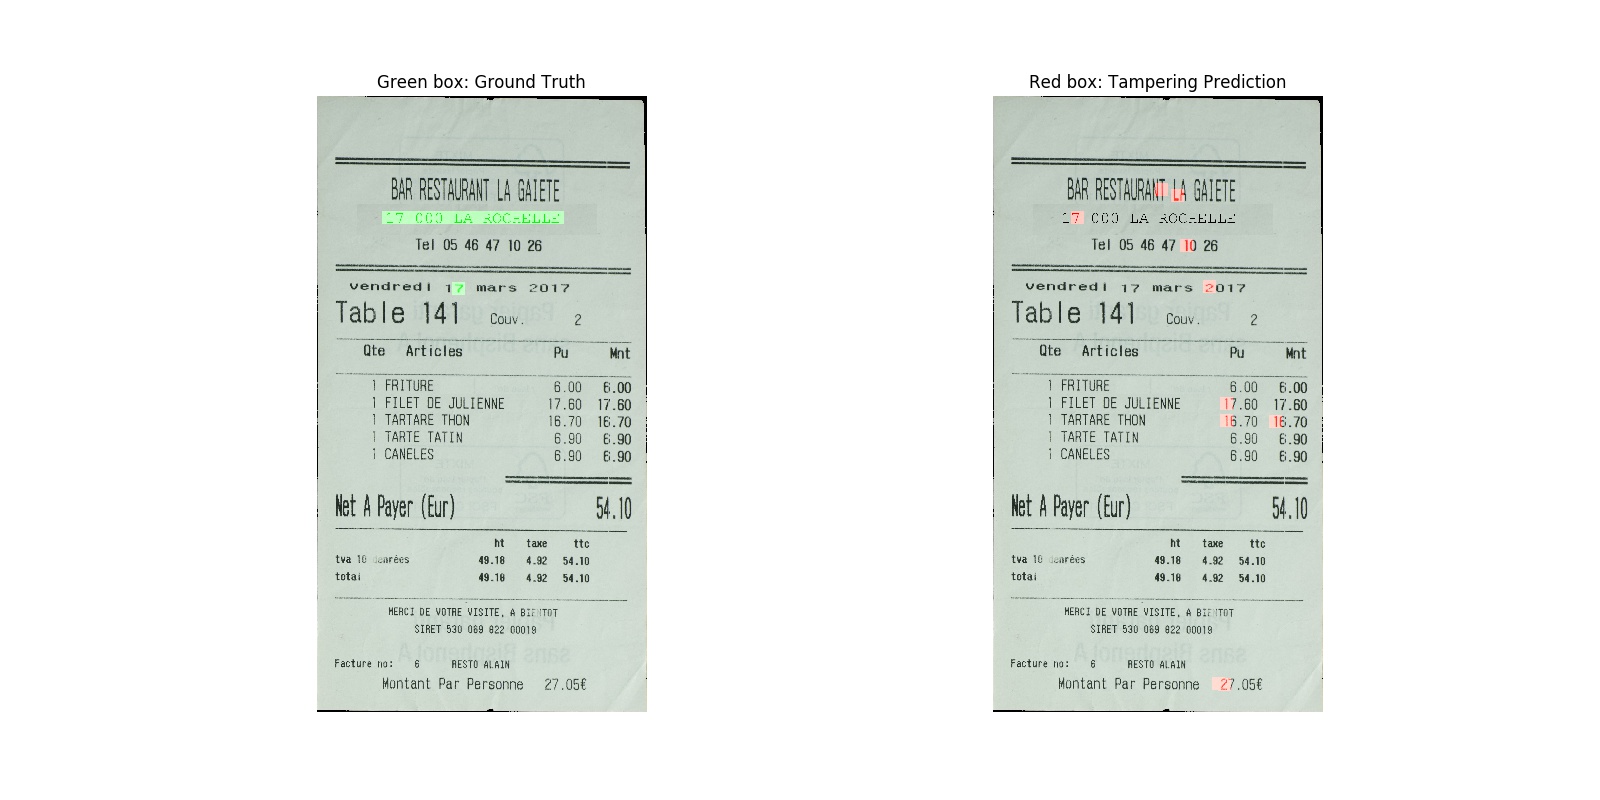 Green box: Ground Truth
BAR RESTAURANT LA GAIETE
17 000 LA ROCHELLE
Tel 05 46 47 10 26
vendredi 17 mars 2017
Table 141 Couv. 2
Qte Articles Pu Mnt
1 FRITURE 6.00 6.00
1 FILET DE JULIENNE 17.60 17.60
1 TARTARE THON 16.70 16.70
1 TARTE TATIN 6.90 6.90
1 CANELES 6.90 6.90
Net A Payer (Eur) 54.10
ht taxe ttc
tva 10 denrées 49.18 4.92 54.10
total 49.18 4.92 54.10
MERCI DE VOTRE VISITE, A BIENTOT
SIRET 530 069 822 00019
Facture no: 6 RESTO ALAIN
Montant Par Personne 27.05€
Red box: Tampering Prediction
BAR RESTAURANT LA GAIETE
17 000 LA ROCHELLE
Tel 05 46 47 10 26
vendredi 17 mars 2017
Table 141 Couv. 2
Qte Articles Pu Mnt
1 FRITURE 6.00 6.00
1 FILET DE JULIENNE 17.60 17.60
1 TARTARE THON 16.70 16.70
1 TARTE TATIN 6.90 6.90
1 CANELES 6.90 6.90
Net A Payer (Eur) 54.10
ht taxe ttc
tva 10 denrées 49.18 4.92 54.10
total 49.18 4.92 54.10
MERCI DE VOTRE VISITE, A BIENTOT
SIRET 530 069 822 00019
Facture no: 6 RESTO ALAIN
Montant Par Personne 27.05€